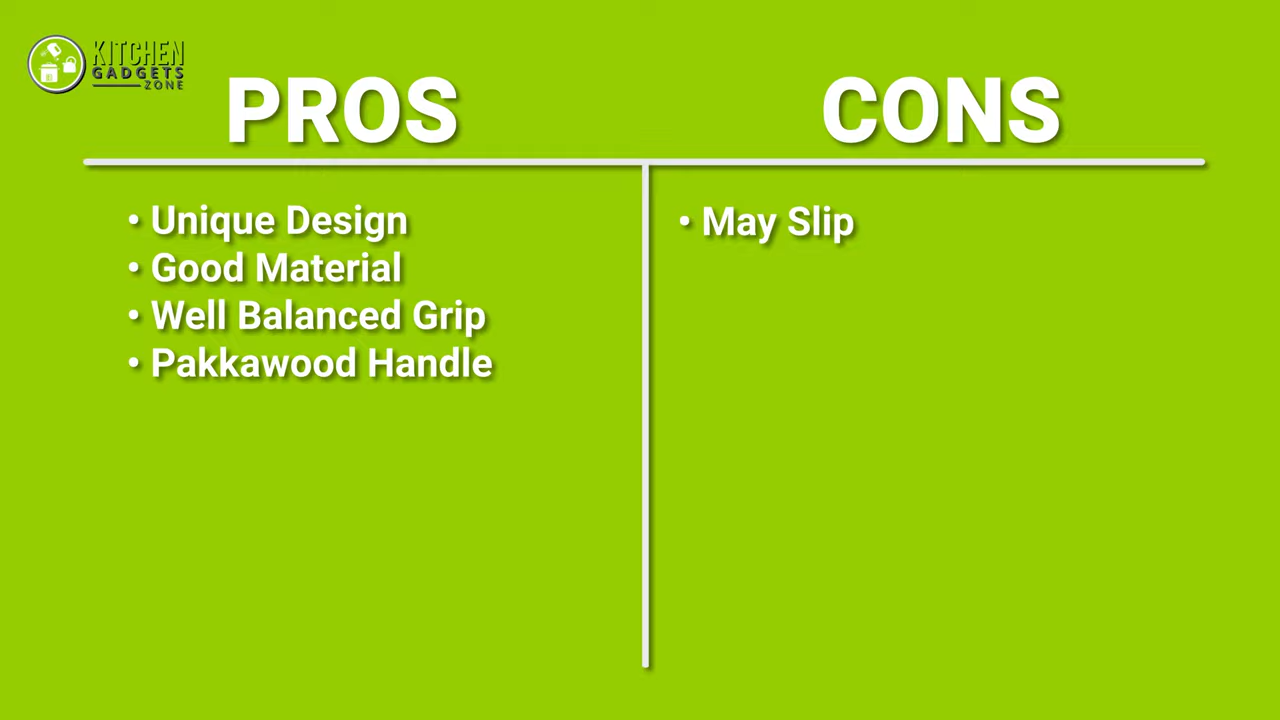 KITCHEN
GADGETS
ZONE
PROS
• Unique Design
• Good Material
• Well Balanced Grip
• Pakkawood Handle
CONS
• May Slip